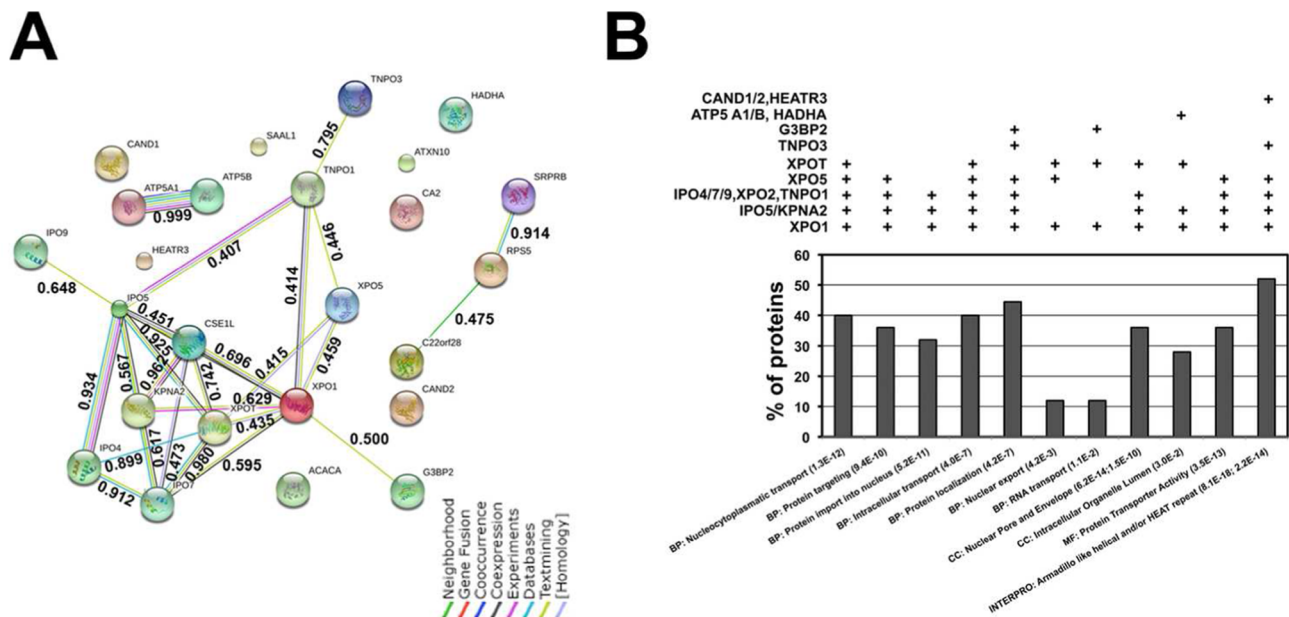 A
TNPO3
HADHA
0.795
SAAL1
CAND1
ATXN10
TNPO1
ATP5A1
ATP5B
0.999
CA2
SRPRB
0.914
IPO9
HEATR3
0.407
0.446
RPS5
0.648
0.414
XPO5
IPO5
0.451
0.475
0.925
CSE1L
C22orf28
0.696
0.415
0.459
0.934
0.567
0.962
0.742
CAND2
KPNA2
0.629
XPO1
XPOT
0.435
0.500
IPO4
0.899
0.617
0.473
0.980
0.595
0.912
IPO7
ACACA
G3BP2
Neighborhood
Gene Fusion
Cooccurrence
Coexpression
Experiments
Databases
Textmining
[Homology]
B
CAND1/2,HEATR3 +
ATP5 A1/B, HADHA +
G3BP2 + +
TNPO3 + +
XPOT + + + + + +
XPO5 + + + + + + +
IPO4/7/9,XPO2,TNPO1 + + + + + + + +
IPO5/KPNA2 + + + + + + + + +
XPO1 + + + + + + + + + + +
% of proteins
60
50
40
30
20
10
0
BP: Nucleocytoplasmatic transport (1.3E-12)
BP: Protein targeting (9.4E-10)
BP: Protein import into nucleus (5.2E-11)
BP: Intracellular transport (4.0E-7)
BP: Protein localization (4.2E-7)
BP: Nuclear export (4.2E-3)
BP: RNA transport (1.1E-2)
CC: Nuclear Pore and Envelope (6.2E-14;1.5E-10)
CC: Intracellular Organelle Lumen (3.0E-2)
MF: Protein Transporter Activity (3.5E-13)
INTERPRO: Armadillo like helical and/or HEAT repeat (8.1E-18; 2.2E-14)